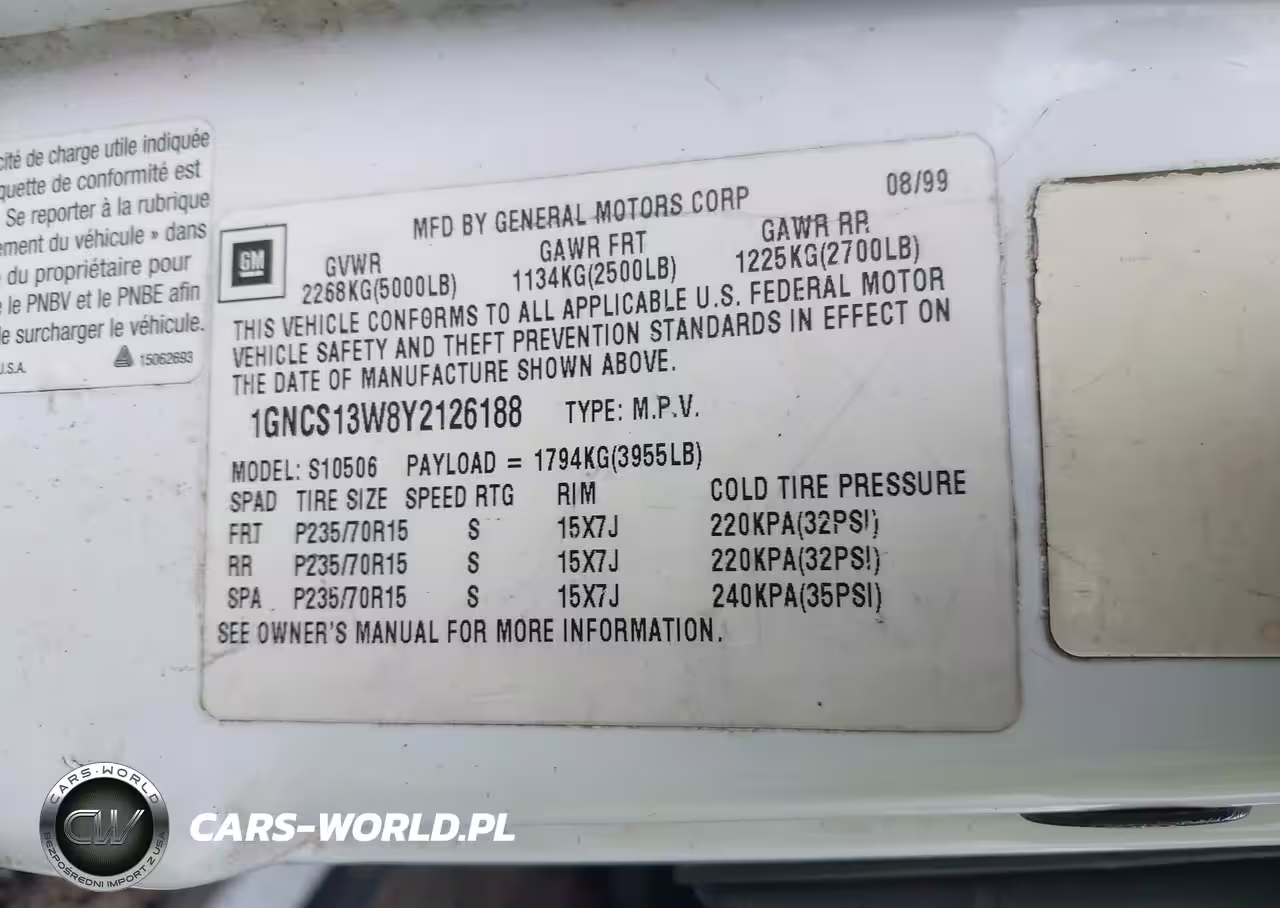 cité de charge utile indiquée
quette de conformité est
Se reporter à la rubrique
ement du véhicule » dans
du propriétaire pour
le PNBV et le PNBE afin
le surcharger le véhicule.
U.S.A. 15062693
MFD BY GENERAL MOTORS CORP 08/99
GM
GVWR GAWR FRT GAWR RR
2268KG(5000LB) 1134KG(2500LB) 1225KG(2700LB)
THIS VEHICLE CONFORMS TO ALL APPLICABLE U.S. FEDERAL MOTOR
VEHICLE SAFETY AND THEFT PREVENTION STANDARDS IN EFFECT ON
THE DATE OF MANUFACTURE SHOWN ABOVE.
1GNCS13W8Y2126188 TYPE: M.P.V.
MODEL: S10506 PAYLOAD = 1794KG(3955LB)
SPAD TIRE SIZE SPEED RTG RIM COLD TIRE PRESSURE
FRT P235/70R15 S 15X7J 220KPA(32PSI)
RR P235/70R15 S 15X7J 220KPA(32PSI)
SPA P235/70R15 S 15X7J 240KPA(35PSI)
SEE OWNER'S MANUAL FOR MORE INFORMATION.
CARS-WORLD
CW
BEZPOŚREDNI IMPORT Z USA
CARS-WORLD.PL